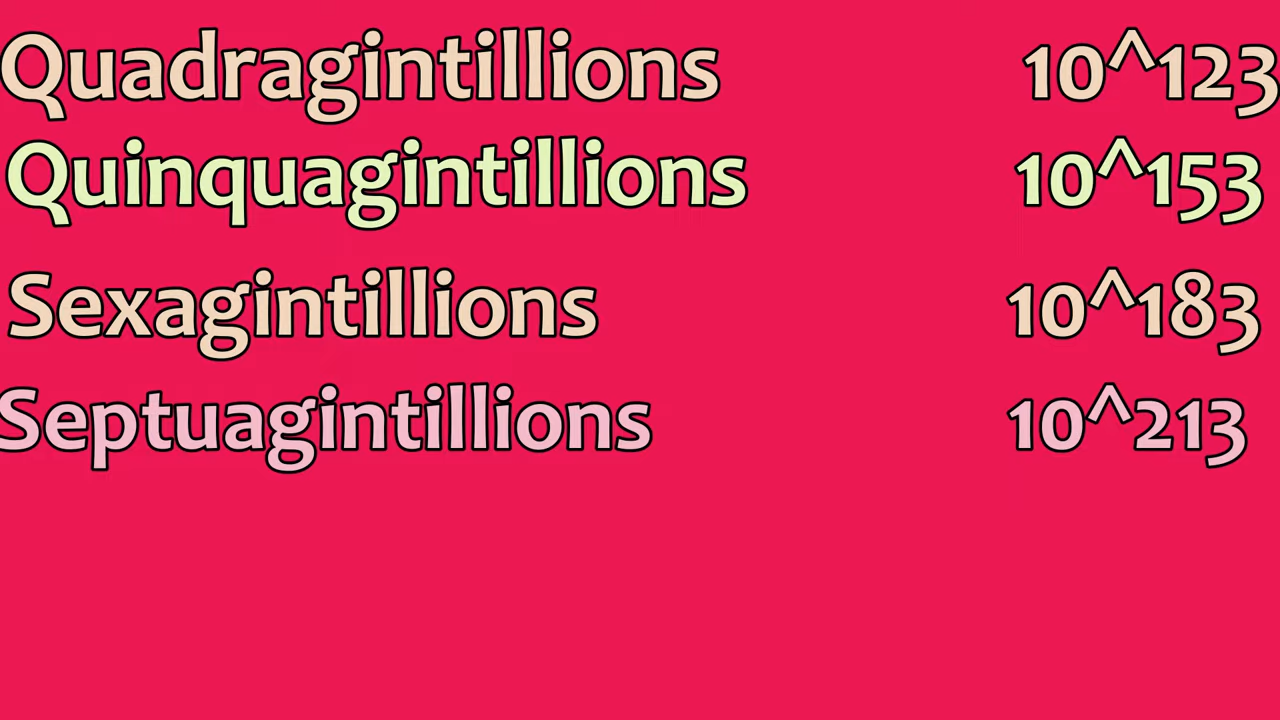 Quadragintillions 10^123
Quinquagintillions 10^153
Sexagintillions 10^183
Septuagintillions 10^213